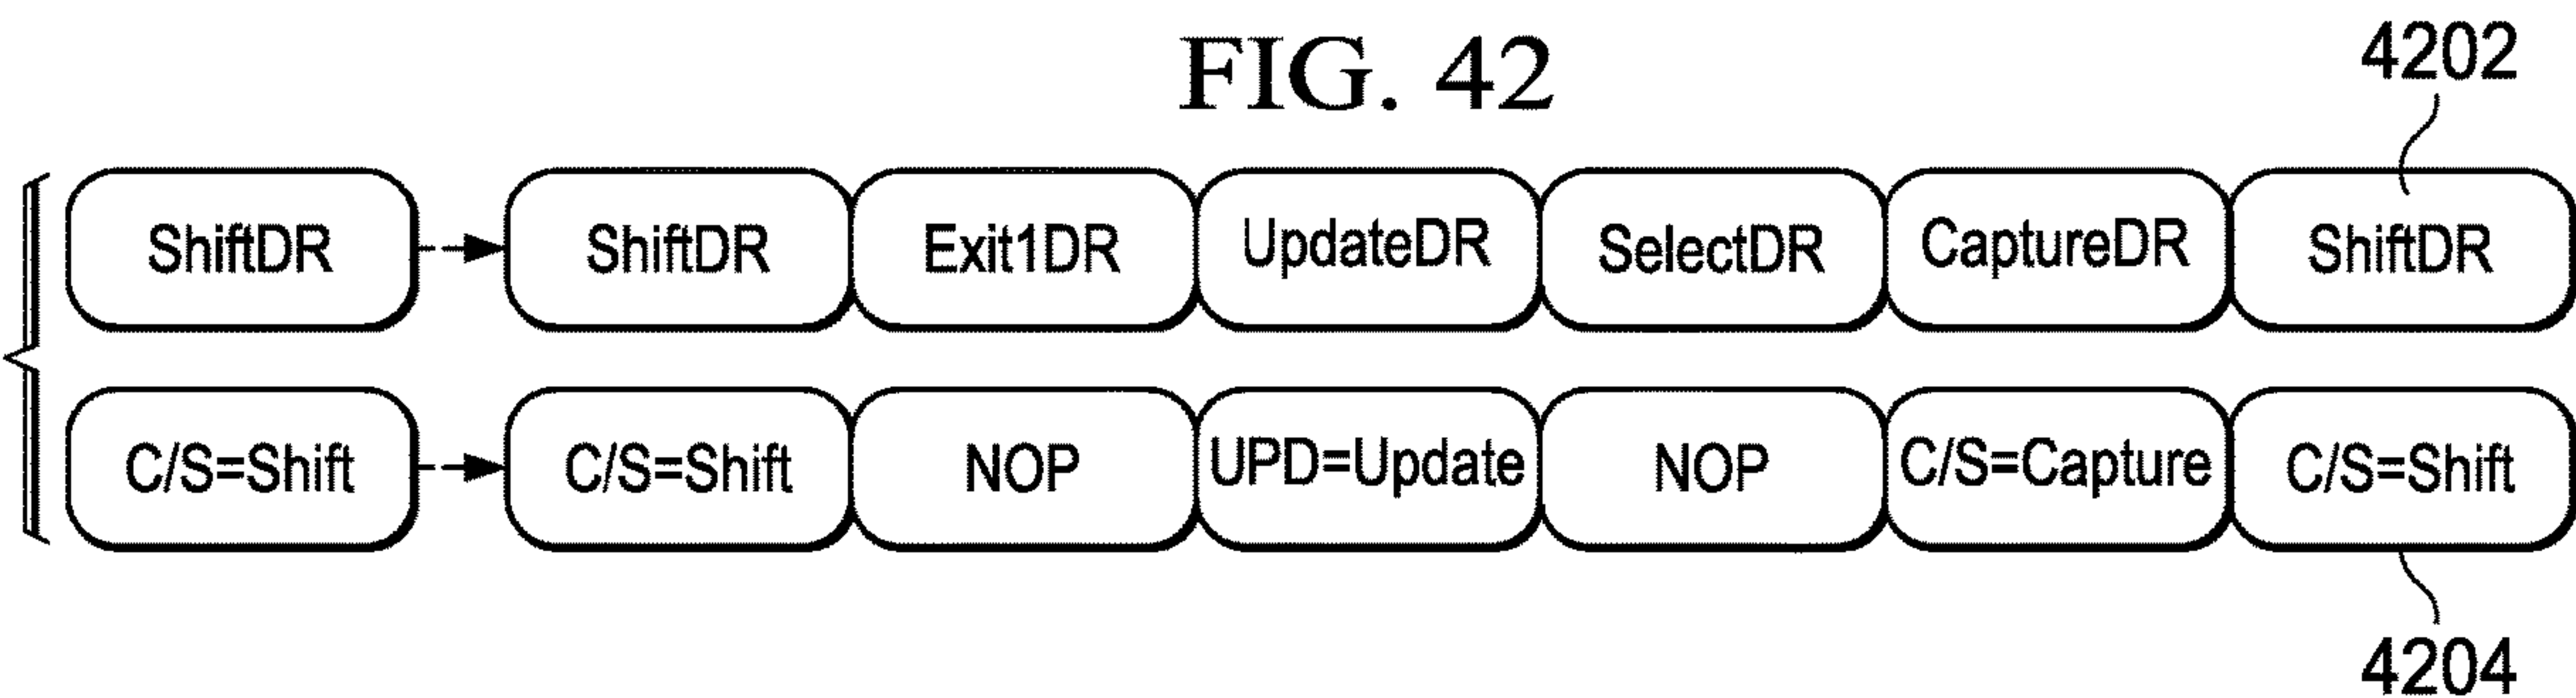 FIG. 42
4202
ShiftDR ShiftDR Exit1DR UpdateDR SelectDR CaptureDR ShiftDR
C/S=Shift C/S=Shift NOP UPD=Update NOP C/S=Capture C/S=Shift
4204